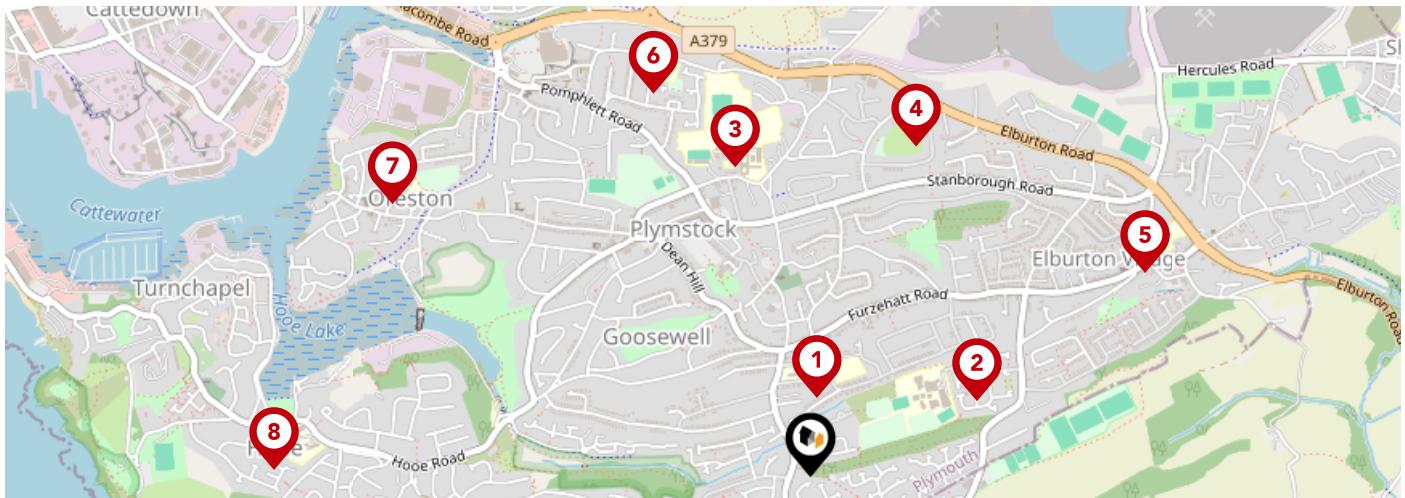 Cattedown
acombe Road
A379
6
Hercules Road
Sh
Pomphlett Road
4
3
Elburton Road
7
Oreston
Stanborough Road
Cattewater
Plymstock
5
Elburton Village
Dean Hill
Turnchapel
Furzehatt Road
Elburton Road
Hooe Lake
Goosewell
1
2
8
Hooe
Hooe Road
Plymouth